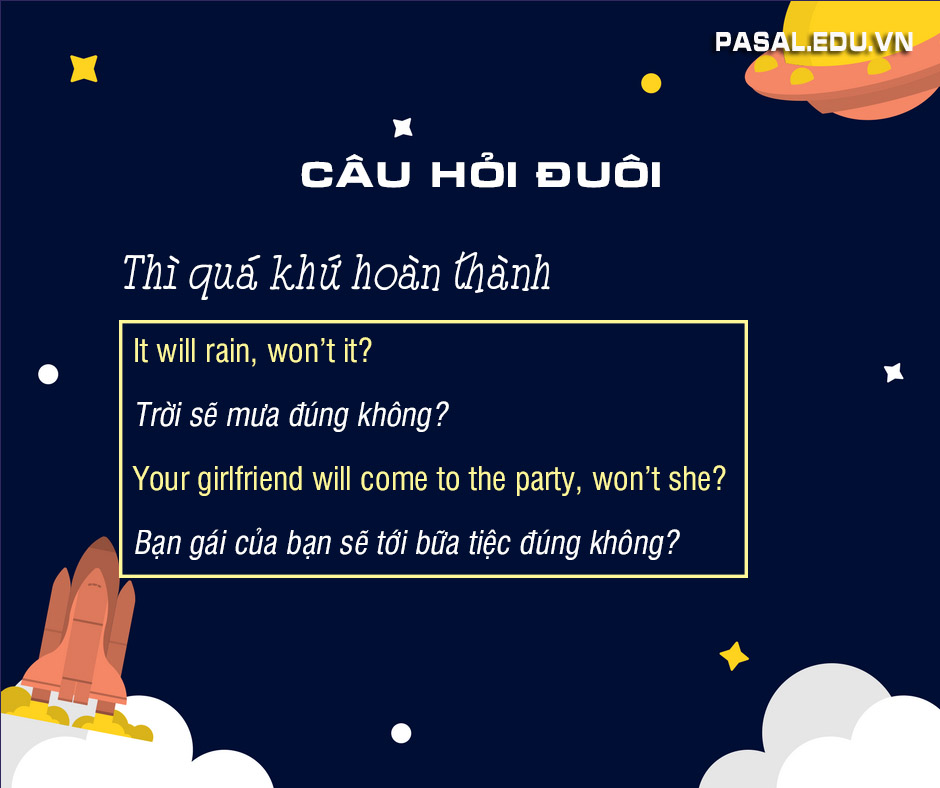 PASAL.EDU.VN
CÂU HỎI ĐUÔI
Thì quá khứ hoàn thành
It will rain, won't it?
Trời sẽ mưa đúng không?
Your girlfriend will come to the party, won't she?
Bạn gái của bạn sẽ tới bữa tiệc đúng không?